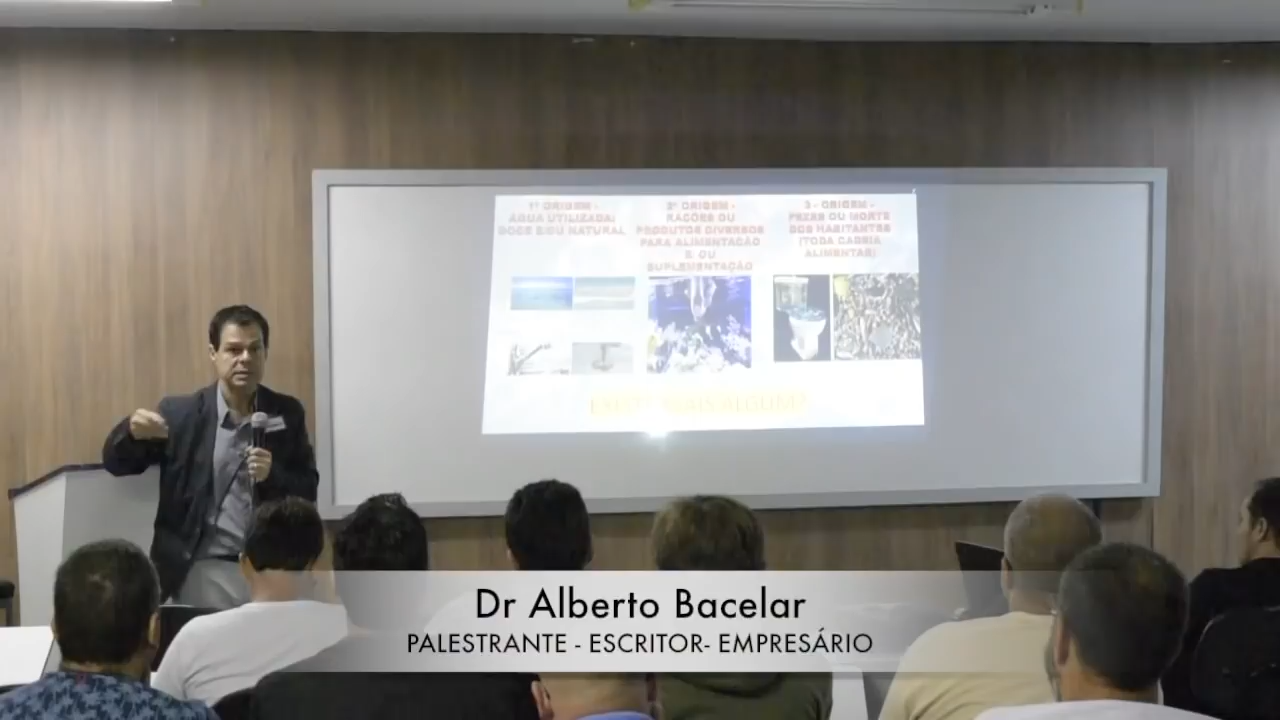 1ª ORIGEM -
ÁGUA UTILIZADA:
DOCE E/OU NATURAL
2ª ORIGEM -
RAÇÕES OU
PRODUTOS DIVERSOS
PARA ALIMENTAÇÃO
E OU
SUPLEMENTAÇÃO
3 - ORIGEM -
FEZES OU MORTE
DOS HABITANTES
(TODA CADEIA
ALIMENTAR)
Dr Alberto Bacelar
PALESTRANTE - ESCRITOR- EMPRESÁRIO